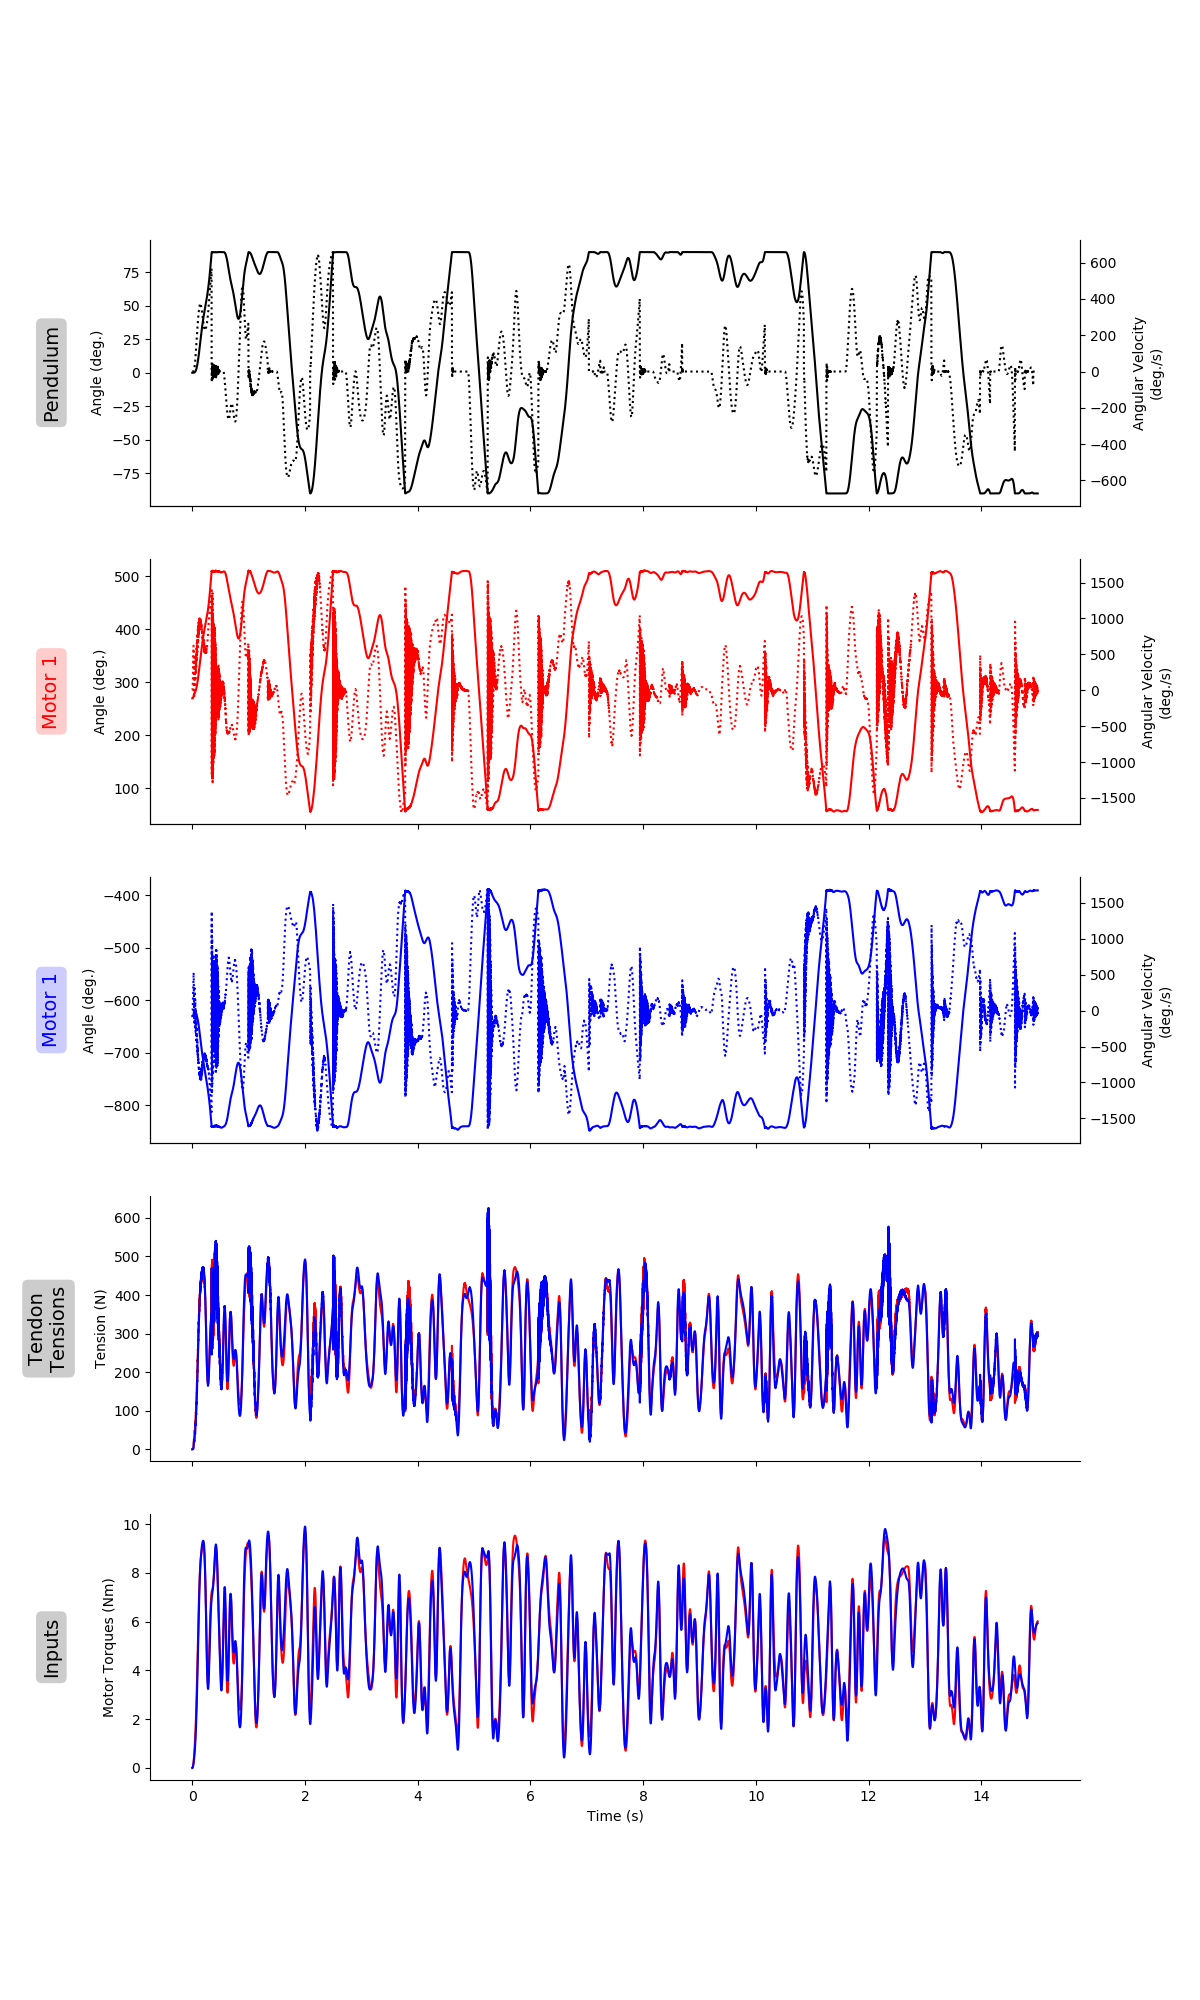 Pendulum
Angle (deg.)
75
50
25
0
−25
−50
−75
600
400
200
0
−200
−400
−600
Angular Velocity
(deg./s)
Motor 1
Angle (deg.)
500
400
300
200
100
1500
1000
500
0
−500
−1000
−1500
Angular Velocity
(deg./s)
Motor 1
Angle (deg.)
−400
−500
−600
−700
−800
1500
1000
500
0
−500
−1000
−1500
Angular Velocity
(deg./s)
Tendon
Tensions
Tension (N)
600
500
400
300
200
100
0
Inputs
Motor Torques (Nm)
10
8
6
4
2
0
0 2 4 6 8 10 12 14
Time (s)